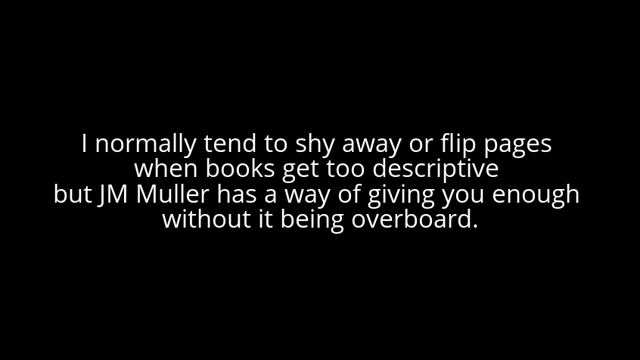 I normally tend to shy away or flip pages
when books get too descriptive
but JM Muller has a way of giving you enough
without it being overboard.